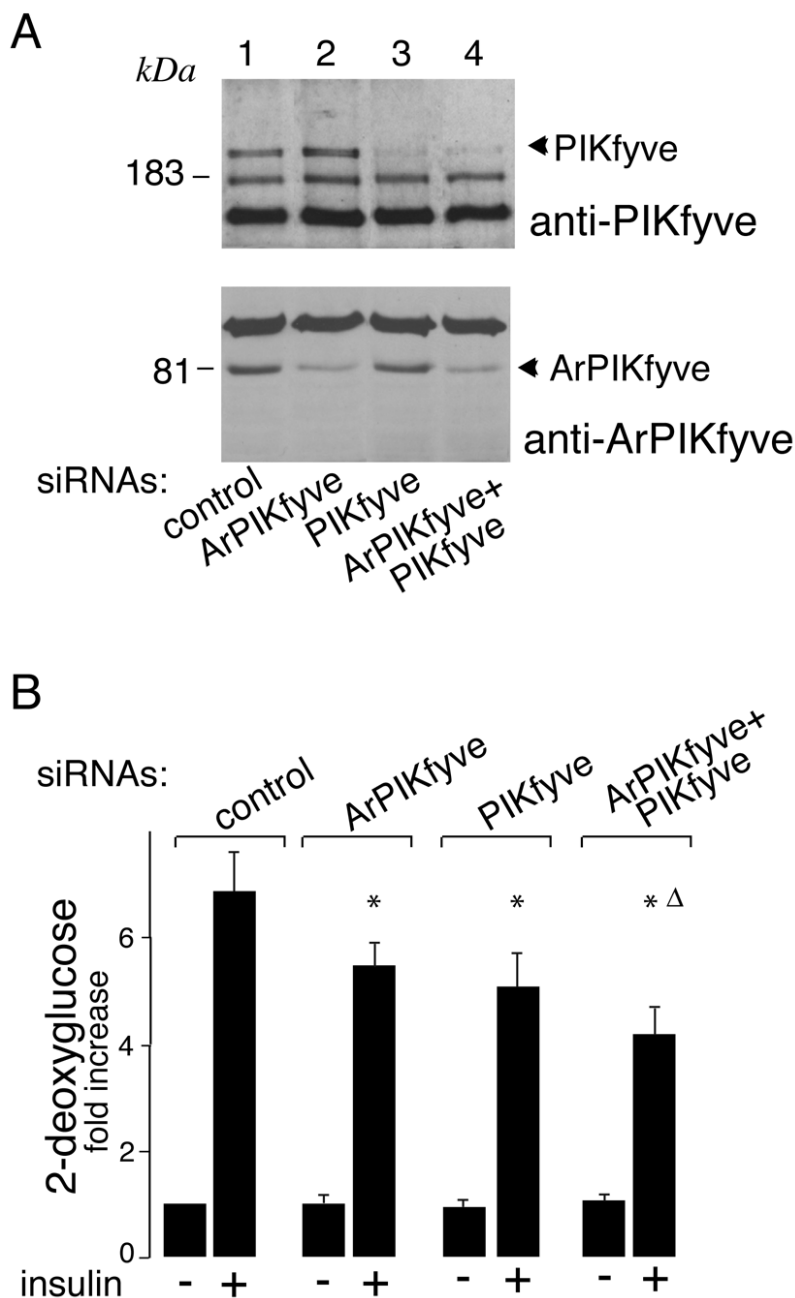 A
1 2 3 4
kDa
PIKfyve
183
anti-PIKfyve
81
ArPIKfyve
anti-ArPIKfyve
siRNAs:
control
ArPIKfyve
PIKfyve
ArPIKfyve+
PIKfyve
B
siRNAs:
control
ArPIKfyve
PIKfyve
ArPIKfyve+
PIKfyve
* * * Δ
2-deoxyglucose
fold increase
6
4
2
0
insulin - + - + - + - +